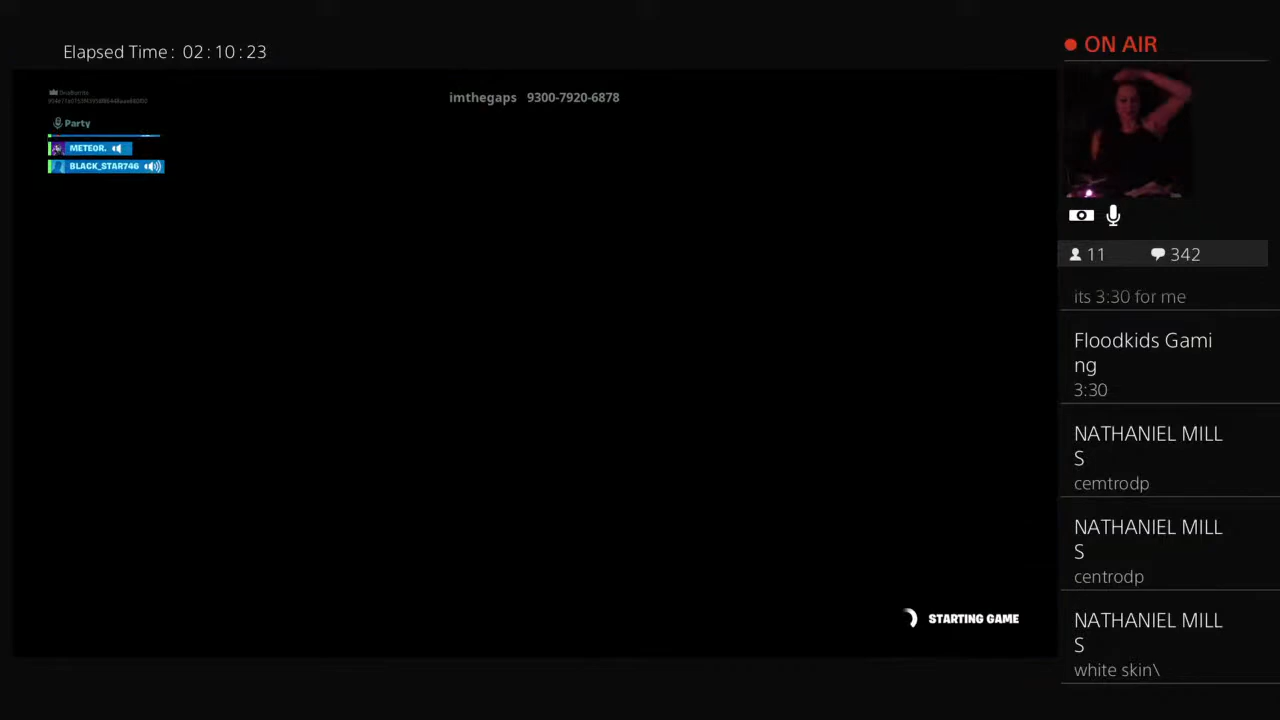 Elapsed Time: 02:10:23
ON AIR
imthegaps 9300-7920-6878
Party
METEOR.
BLACK_STAR746
11 342
its 3:30 for me
Floodkids Gami
ng
3:30
NATHANIEL MILL
S
cemtrodp
NATHANIEL MILL
S
centrodp
NATHANIEL MILL
S
white skin\
STARTING GAME